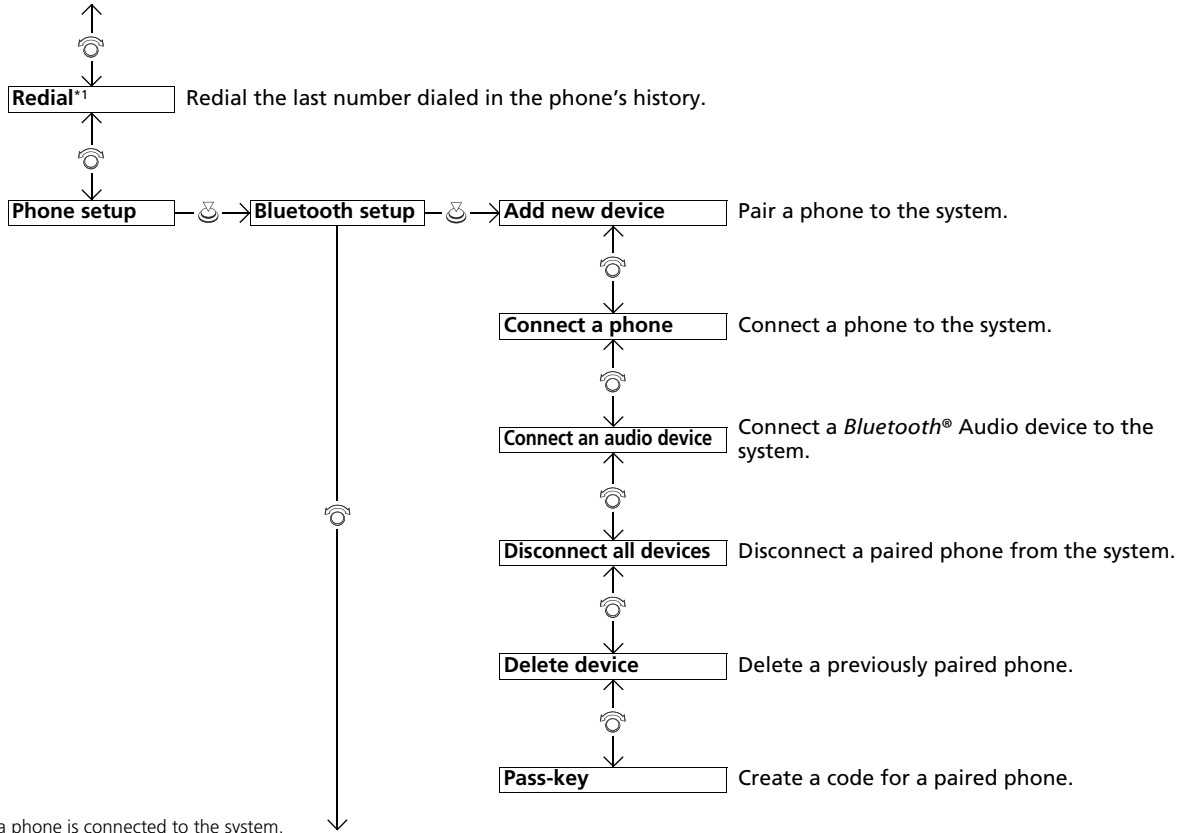 Redial*1 Redial the last number dialed in the phone's history.
Phone setup Bluetooth setup Add new device Pair a phone to the system.
Connect a phone Connect a phone to the system.
Connect an audio device Connect a Bluetooth® Audio device to the
system.
Disconnect all devices Disconnect a paired phone from the system.
Delete device Delete a previously paired phone.
Pass-key Create a code for a paired phone.
a phone is connected to the system.